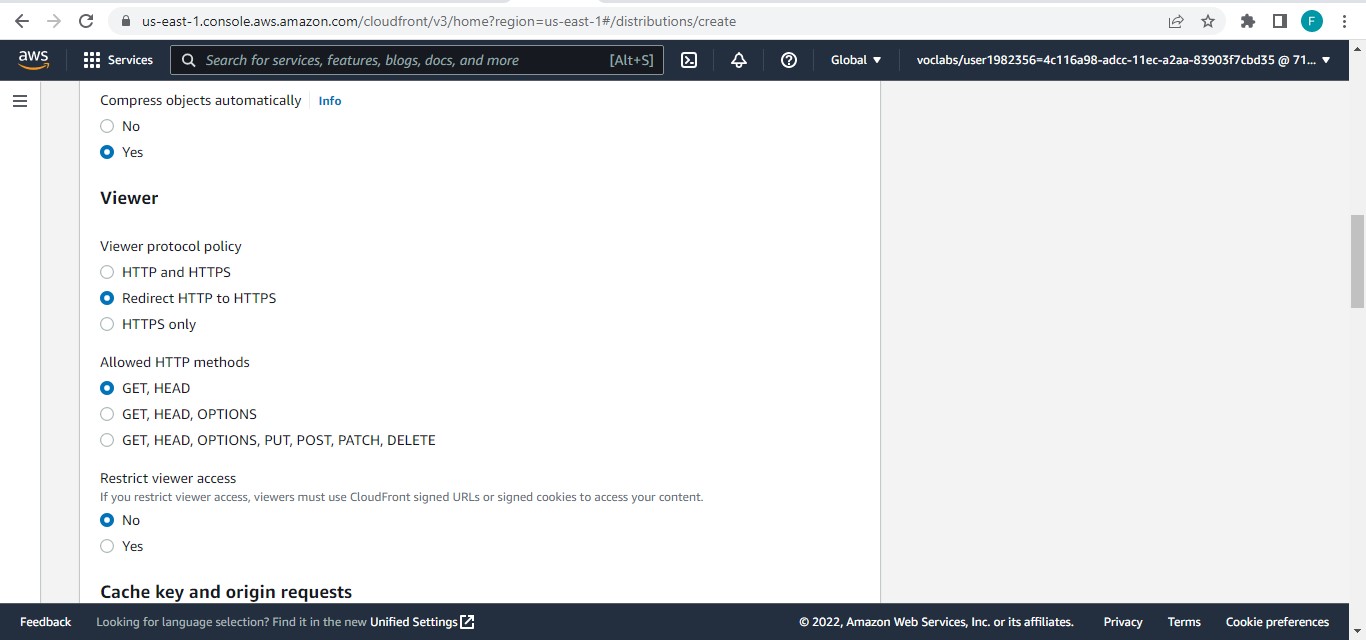 us-east-1.console.aws.amazon.com/cloudfront/v3/home?region=us-east-1#/distributions/create
F
aws
Services
Search for services, features, blogs, docs, and more
[Alt+S]
Global
voclabs/user1982356=4c116a98-adcc-11ec-a2aa-83903f7cbd35 @ 71...
Compress objects automatically
Info
No
Yes
Viewer
Viewer protocol policy
HTTP and HTTPS
Redirect HTTP to HTTPS
HTTPS only
Allowed HTTP methods
GET, HEAD
GET, HEAD, OPTIONS
GET, HEAD, OPTIONS, PUT, POST, PATCH, DELETE
Restrict viewer access
If you restrict viewer access, viewers must use CloudFront signed URLs or signed cookies to access your content.
No
Yes
Cache key and origin requests
Feedback
Looking for language selection? Find it in the new Unified Settings
© 2022, Amazon Web Services, Inc. or its affiliates.
Privacy
Terms
Cookie preferences